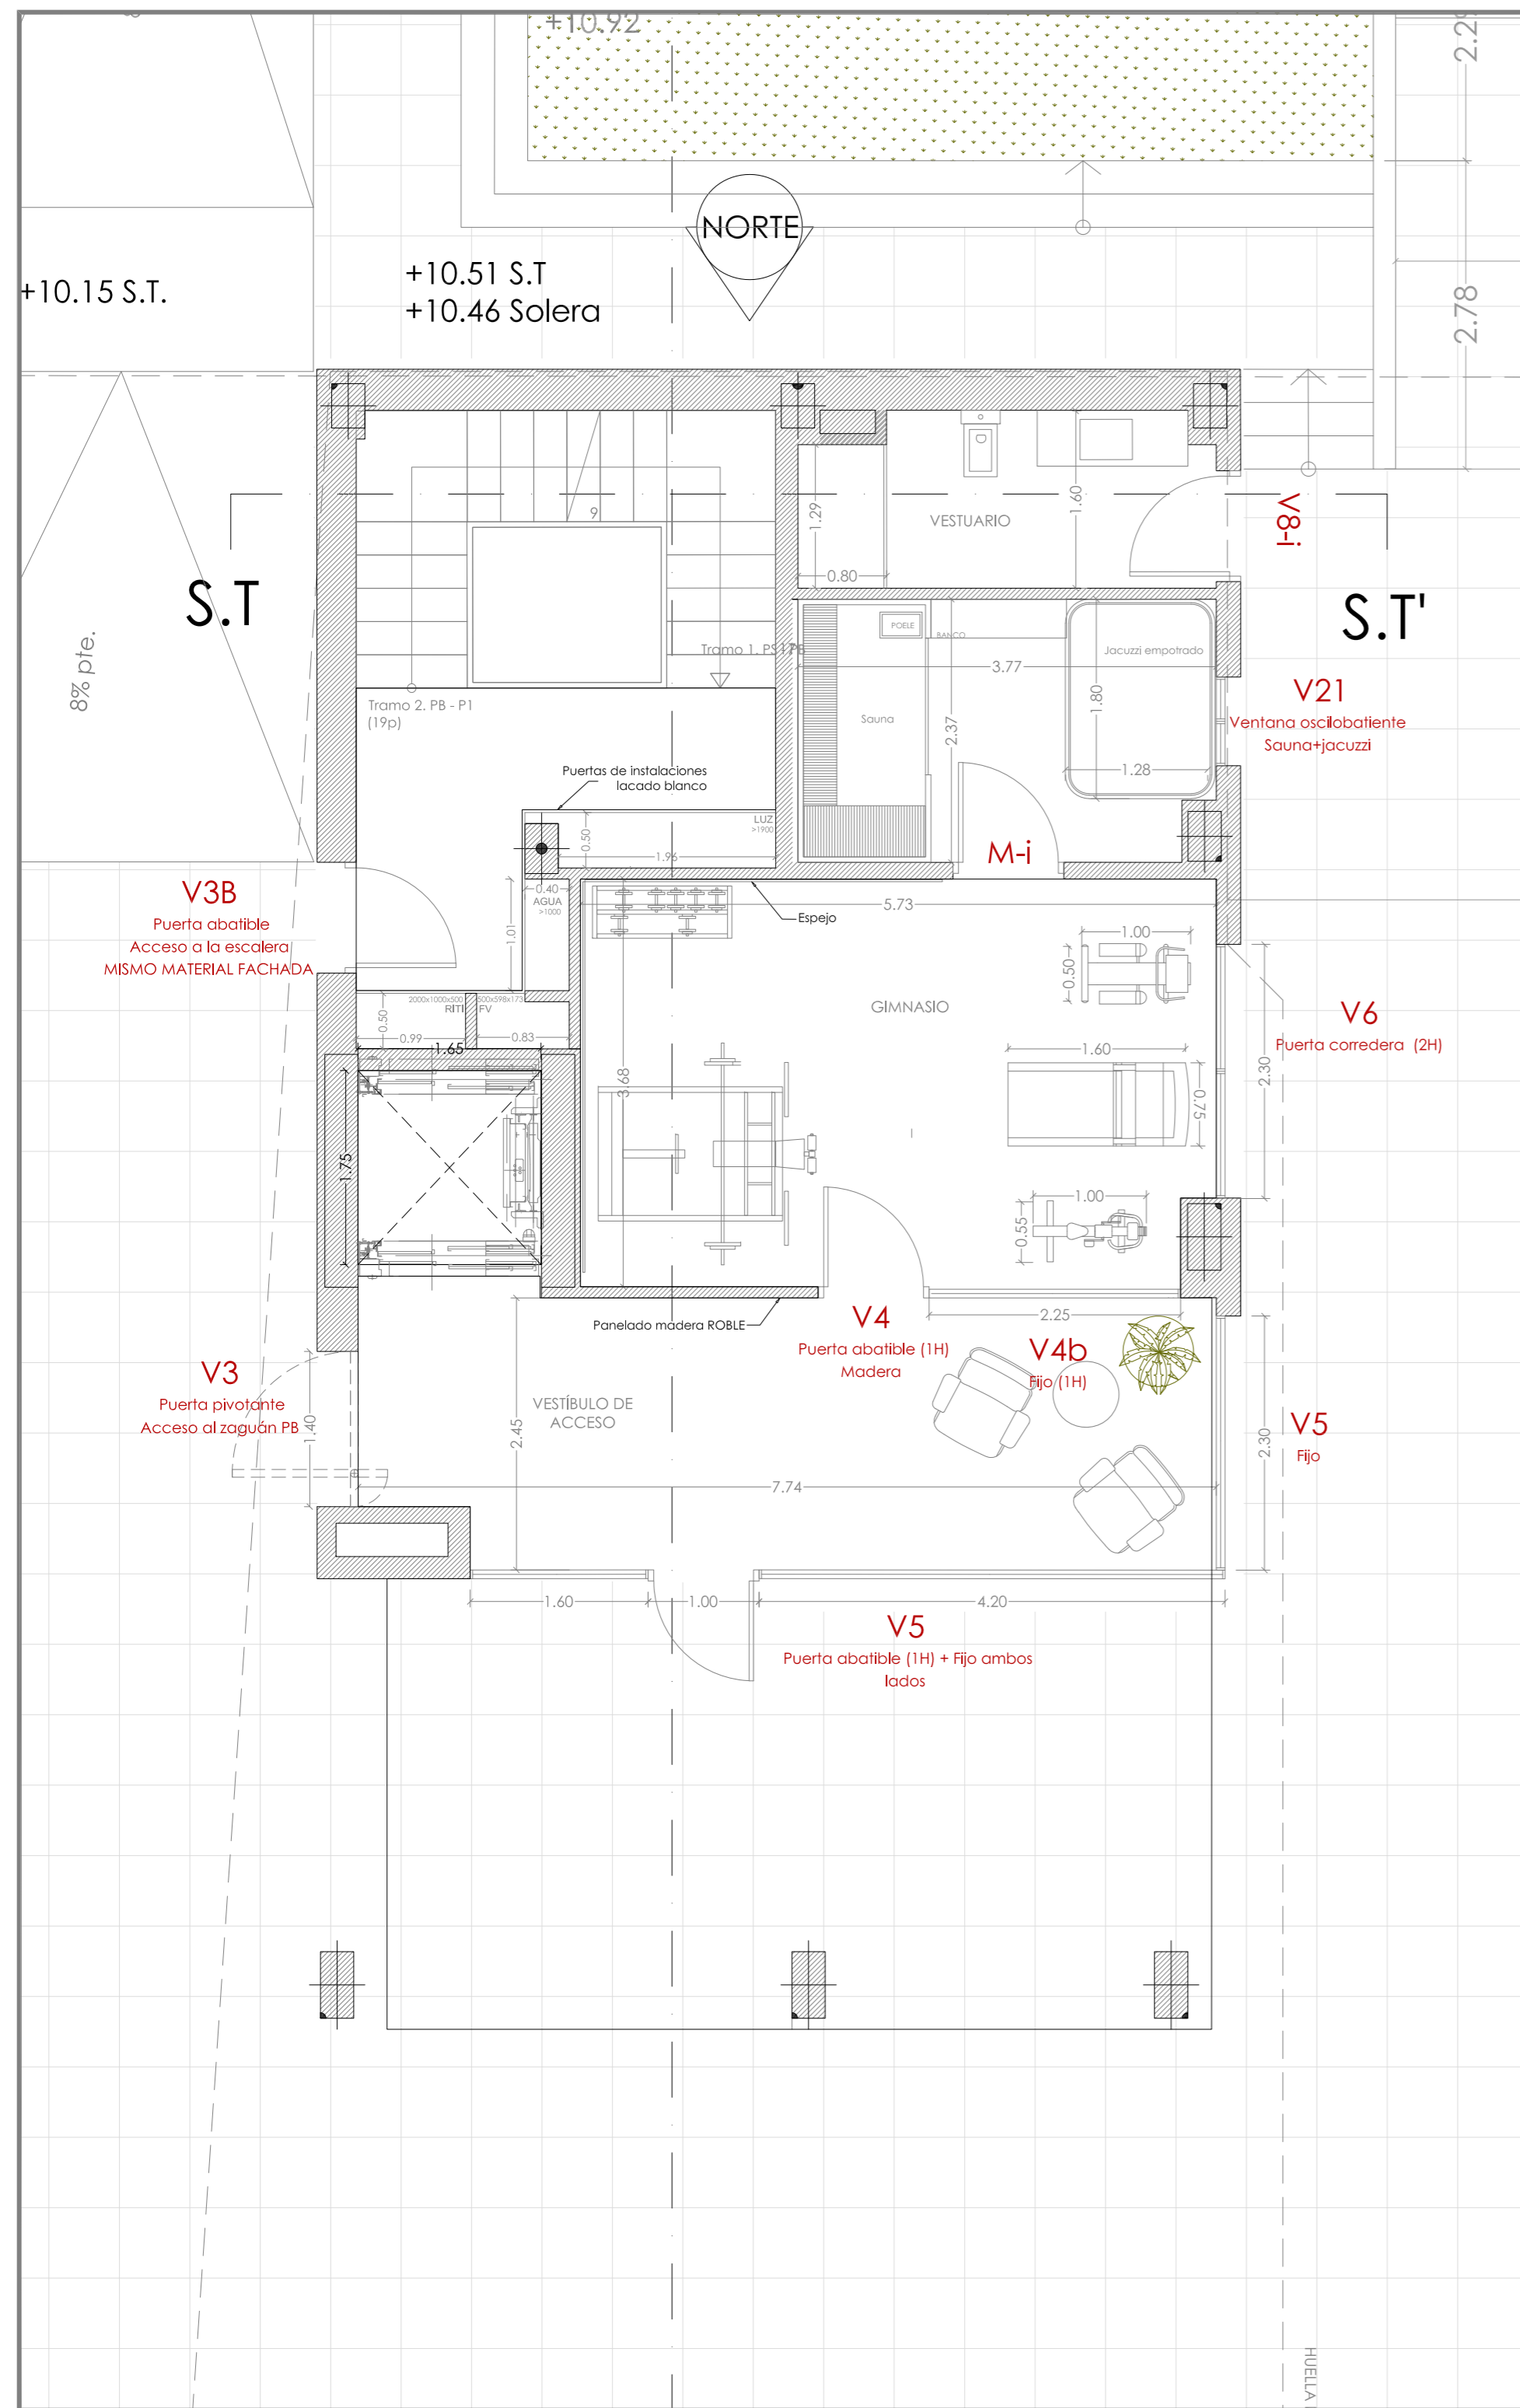 +10.92
2.2
NORTE
+10.51 S.T
+10.46 Solera
+10.15 S.T.
2.78
9
VESTUARIO
1.60
1.29
0.80
V8-i
S.T
S.T'
8% pte.
Tramo 1. PS1-PB
POELE
BANCO
Jacuzzi empotrado
3.77
1.80
2.37
Sauna
1.28
V21
Ventana oscilobatiente
Sauna+jacuzzi
Tramo 2. PB - P1
(19p)
Puertas de instalaciones
lacado blanco
LUZ
>1900
0.50
1.96
M-i
V3B
Puerta abatible
Acceso a la escalera
MISMO MATERIAL FACHADA
0.40
AGUA
>1000
1.01
5.73
Espejo
1.00
0.50
GIMNASIO
2000x1000x500
RITI
500x598x173
FV
0.50
0.99
0.83
1.65
V6
Puerta corredera (2H)
2.30
1.60
0.75
3.68
1.75
1.00
0.55
Panelado madera ROBLE
V4
Puerta abatible (1H)
Madera
2.25
V4b
Fijo (1H)
V3
Puerta pivotante
Acceso al zaguán PB
1.40
VESTÍBULO DE
ACCESO
2.45
2.30
V5
Fijo
7.74
1.60
1.00
4.20
V5
Puerta abatible (1H) + Fijo ambos
lados
HUELLA